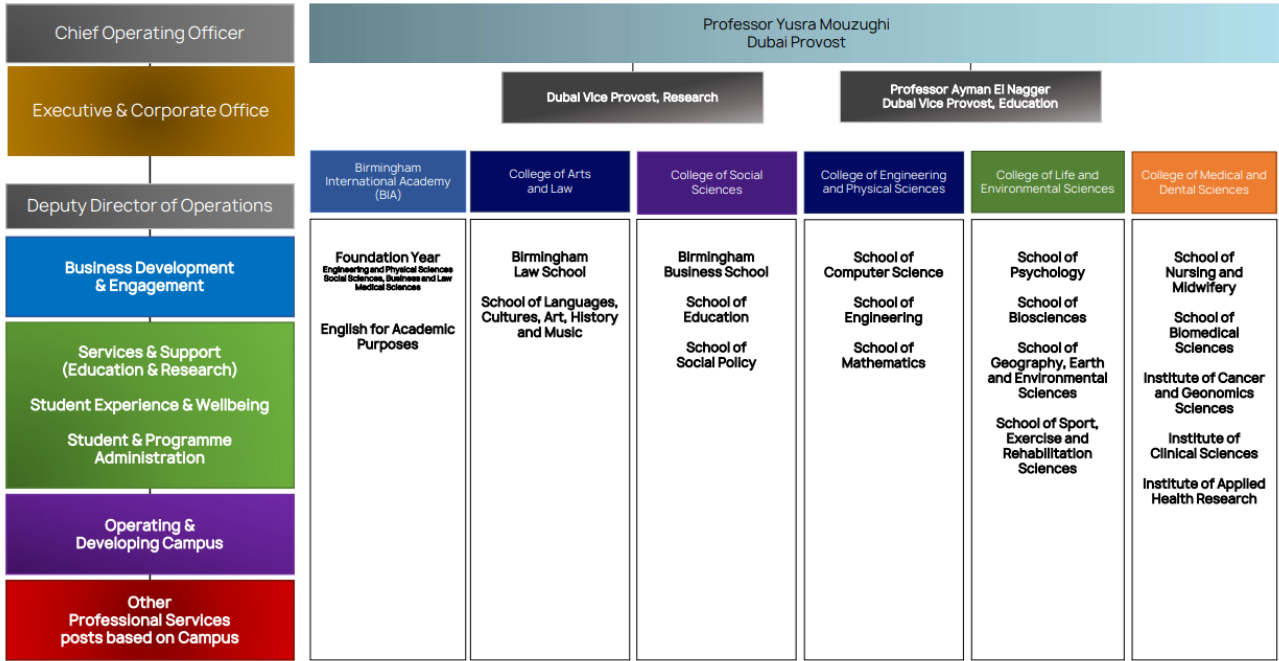 Chief Operating Officer
Executive & Corporate Office
Deputy Director of Operations
Business Development
& Engagement
Services & Support
(Education & Research)
Student Experience & Wellbeing
Student & Programme
Administration
Operating &
Developing Campus
Other
Professional Services
posts based on Campus
Professor Yusra Mouzughi
Dubai Provost
Dubai Vice Provost, Research
Professor Ayman El Nagger
Dubai Vice Provost, Education
Birmingham
International Academy
(BIA)
Foundation Year
Engineering and Physical Sciences
Social Sciences, Business and Law
Medical Sciences
English for Academic
Purposes
College of Arts
and Law
Birmingham
Law School
School of Languages,
Cultures, Art, History
and Music
College of Social
Sciences
Birmingham
Business School
School of
Education
School of
Social Policy
College of Engineering
and Physical Sciences
School of
Computer Science
School of
Engineering
School of
Mathematics
College of Life and
Environmental Sciences
School of
Psychology
School of
Biosciences
School of
Geography, Earth
and Environmental
Sciences
School of Sport,
Exercise and
Rehabilitation
Sciences
College of Medical and
Dental Sciences
School of
Nursing and
Midwifery
School of
Biomedical
Sciences
Institute of Cancer
and Geonomics
Sciences
Institute of
Clinical Sciences
Institute of Applied
Health Research